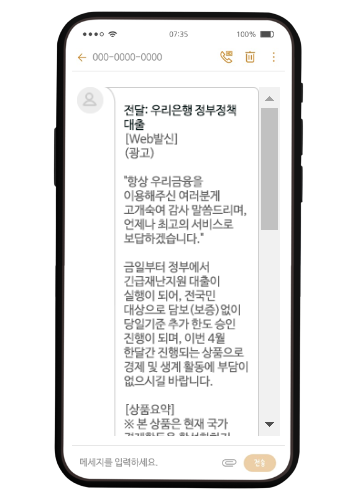 07:35
100%
000-0000-0000
전달: 우리은행 정부정책
대출
[Web발신]
(광고)
"항상 우리금융을
이용해주신 여러분게
고개숙여 감사 말씀드리며,
언제나 최고의 서비스로
보답하겠습니다."
금일부터 정부에서
긴급재난지원 대출이
실행이 되어, 전국민
대상으로 담보(보증)없이
당일기준 추가 한도 승인
진행이 되며, 이번 4월
한달간 진행되는 상품으로
경제 및 생계 활동에 부담이
없으시길 바랍니다.
[상품요약]
※ 본 상품은 현재 국가
메세지를 입력하세요.
전송